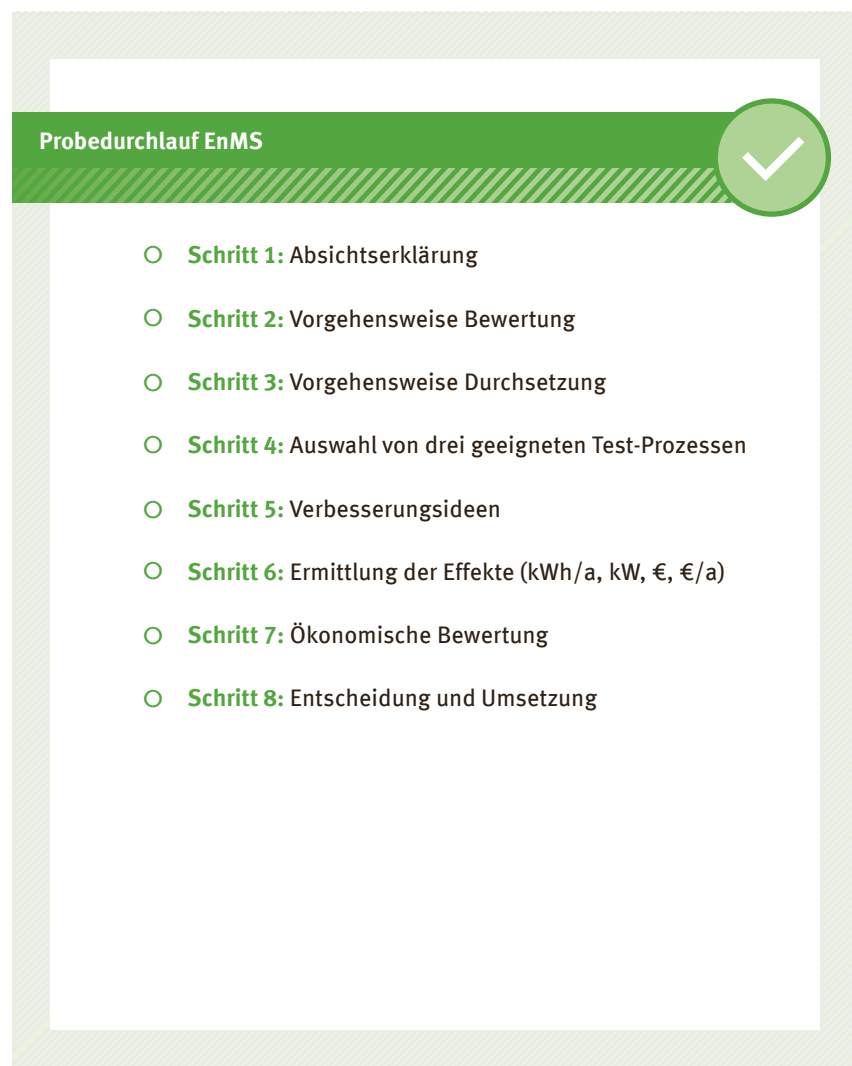 Probedurchlauf EnMS
Schritt 1: Absichtserklärung
Schritt 2: Vorgehensweise Bewertung
Schritt 3: Vorgehensweise Durchsetzung
Schritt 4: Auswahl von drei geeigneten Test-Prozessen
Schritt 5: Verbesserungsideen
Schritt 6: Ermittlung der Effekte (kWh/a, kW, €, €/a)
Schritt 7: Ökonomische Bewertung
Schritt 8: Entscheidung und Umsetzung